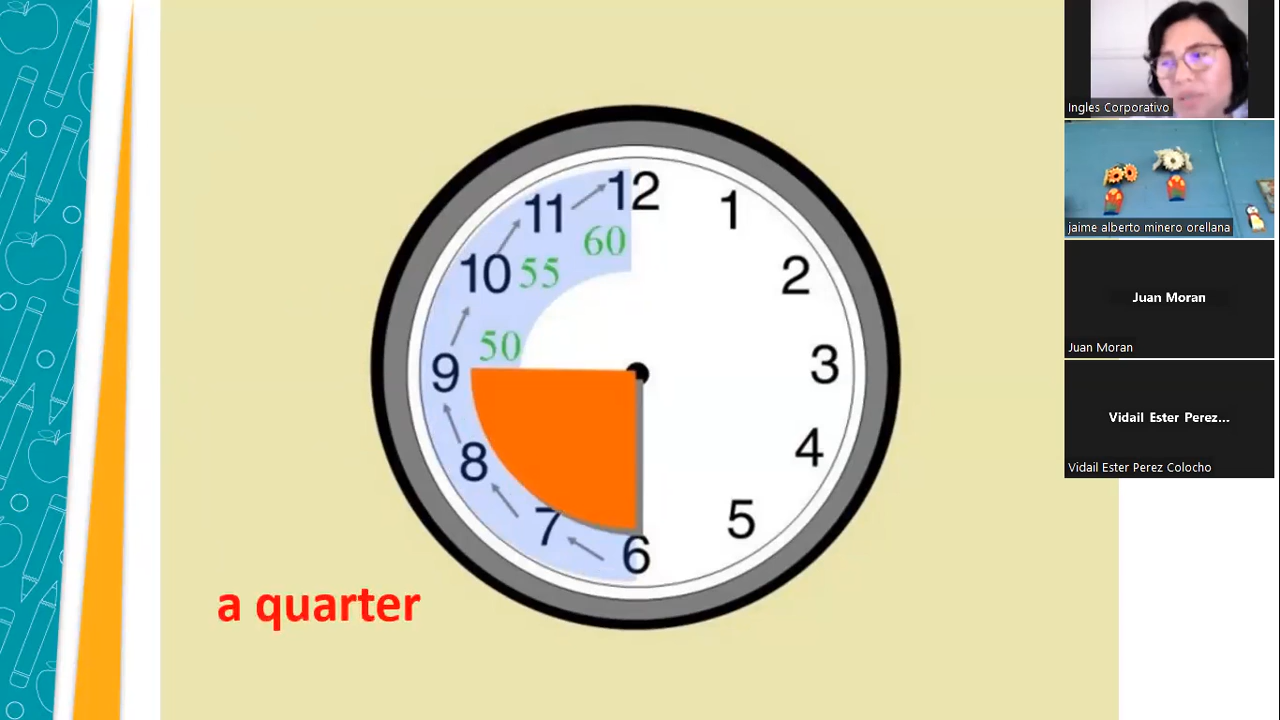 12
1
2
3
4
5
6
7
8
9
10
11
60
55
50
a quarter
Ingles Corporativo
jaime alberto minero orellana
Juan Moran
Juan Moran
Vidail Ester Perez...
Vidail Ester Perez Colocho